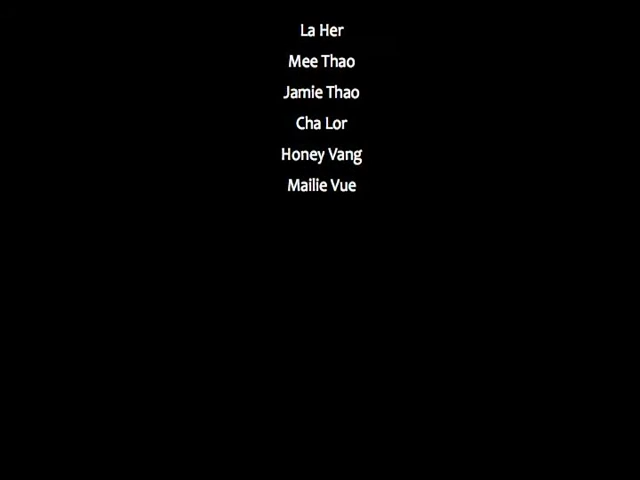 La Her
Mee Thao
Jamie Thao
Cha Lor
Honey Vang
Mailie Vue